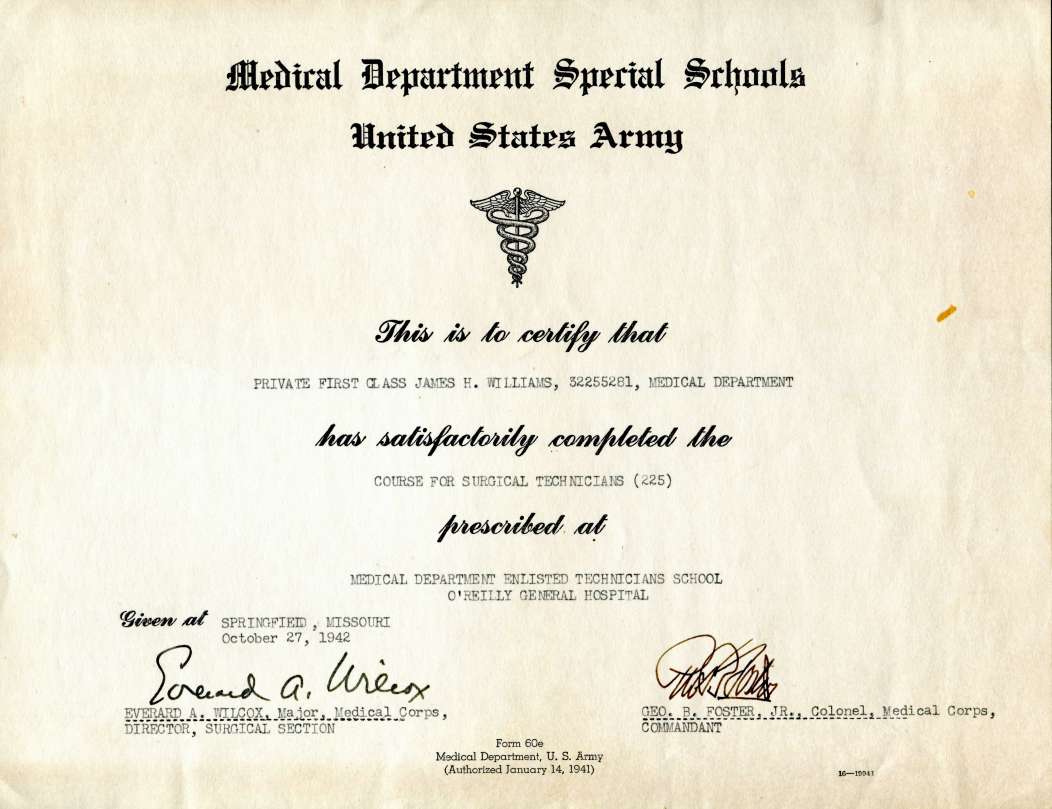 Medical Department Special Schools
United States Army
This is to certify that
PRIVATE FIRST CLASS JAMES H. WILLIAMS, 32255281, MEDICAL DEPARTMENT
has satisfactorily completed the
COURSE FOR SURGICAL TECHNICIANS (225)
prescribed at
MEDICAL DEPARTMENT ENLISTED TECHNICIANS SCHOOL
O'REILLY GENERAL HOSPITAL
Given at SPRINGFIELD, MISSOURI
October 27, 1942
Everard A. Wilcox
EVERARD A. WILCOX, Major, Medical Corps,
DIRECTOR, SURGICAL SECTION
Geo B Foster
GEO. B. FOSTER, JR., Colonel, Medical Corps,
COMMANDANT
Form 60e
Medical Department, U. S. Army
(Authorized January 14, 1941)
16—19941